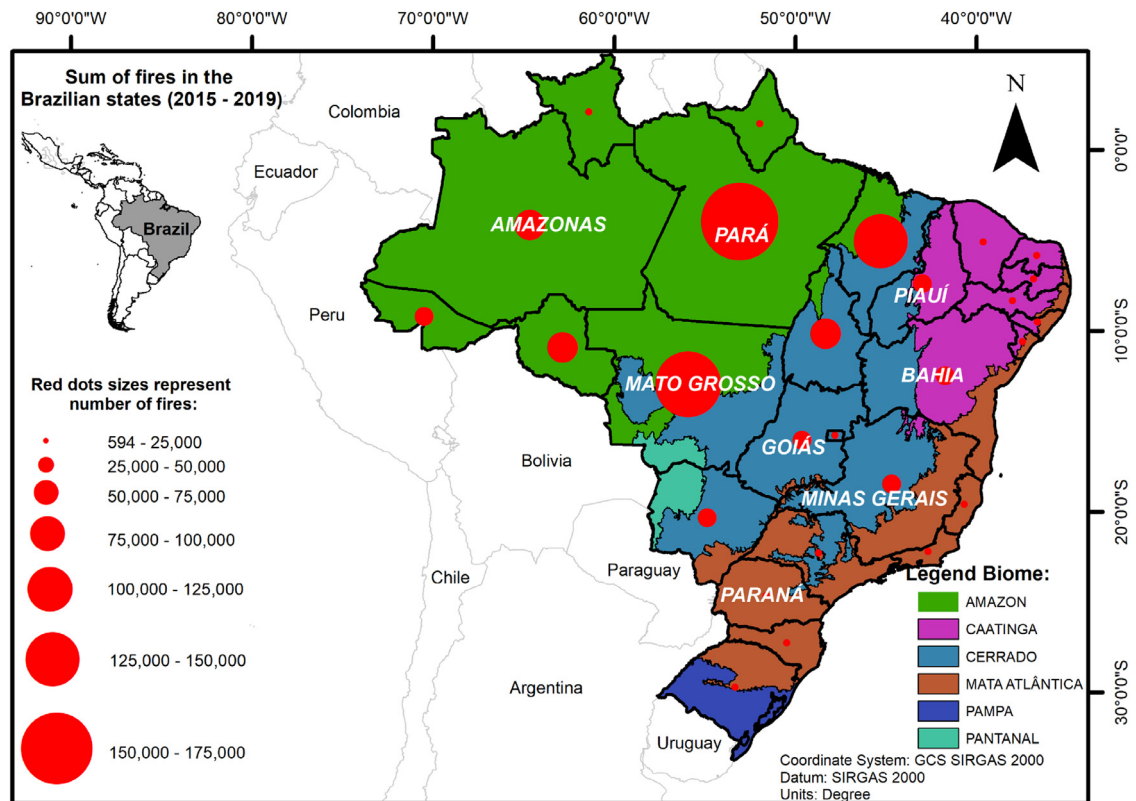 90°0'0"W 80°0'0"W 70°0'0"W 60°0'0"W 50°0'0"W 40°0'0"W
Sum of fires in the
Brazilian states (2015 - 2019)
Brazil
Red dots sizes represent
number of fires:
594 - 25,000
25,000 - 50,000
50,000 - 75,000
75,000 - 100,000
100,000 - 125,000
125,000 - 150,000
150,000 - 175,000
Colombia
Ecuador
Peru
Bolivia
Chile
Paraguay
Argentina
Uruguay
AMAZONAS
PARÁ
PIAUÍ
MATO GROSSO
BAHIA
GOIÁS
MINAS GERAIS
PARANÁ
N
0°0'0"
10°0'0"S
20°0'0"S
30°0'0"S
Legend Biome:
AMAZON
CAATINGA
CERRADO
MATA ATLÂNTICA
PAMPA
PANTANAL
Coordinate System: GCS SIRGAS 2000
Datum: SIRGAS 2000
Units: Degree